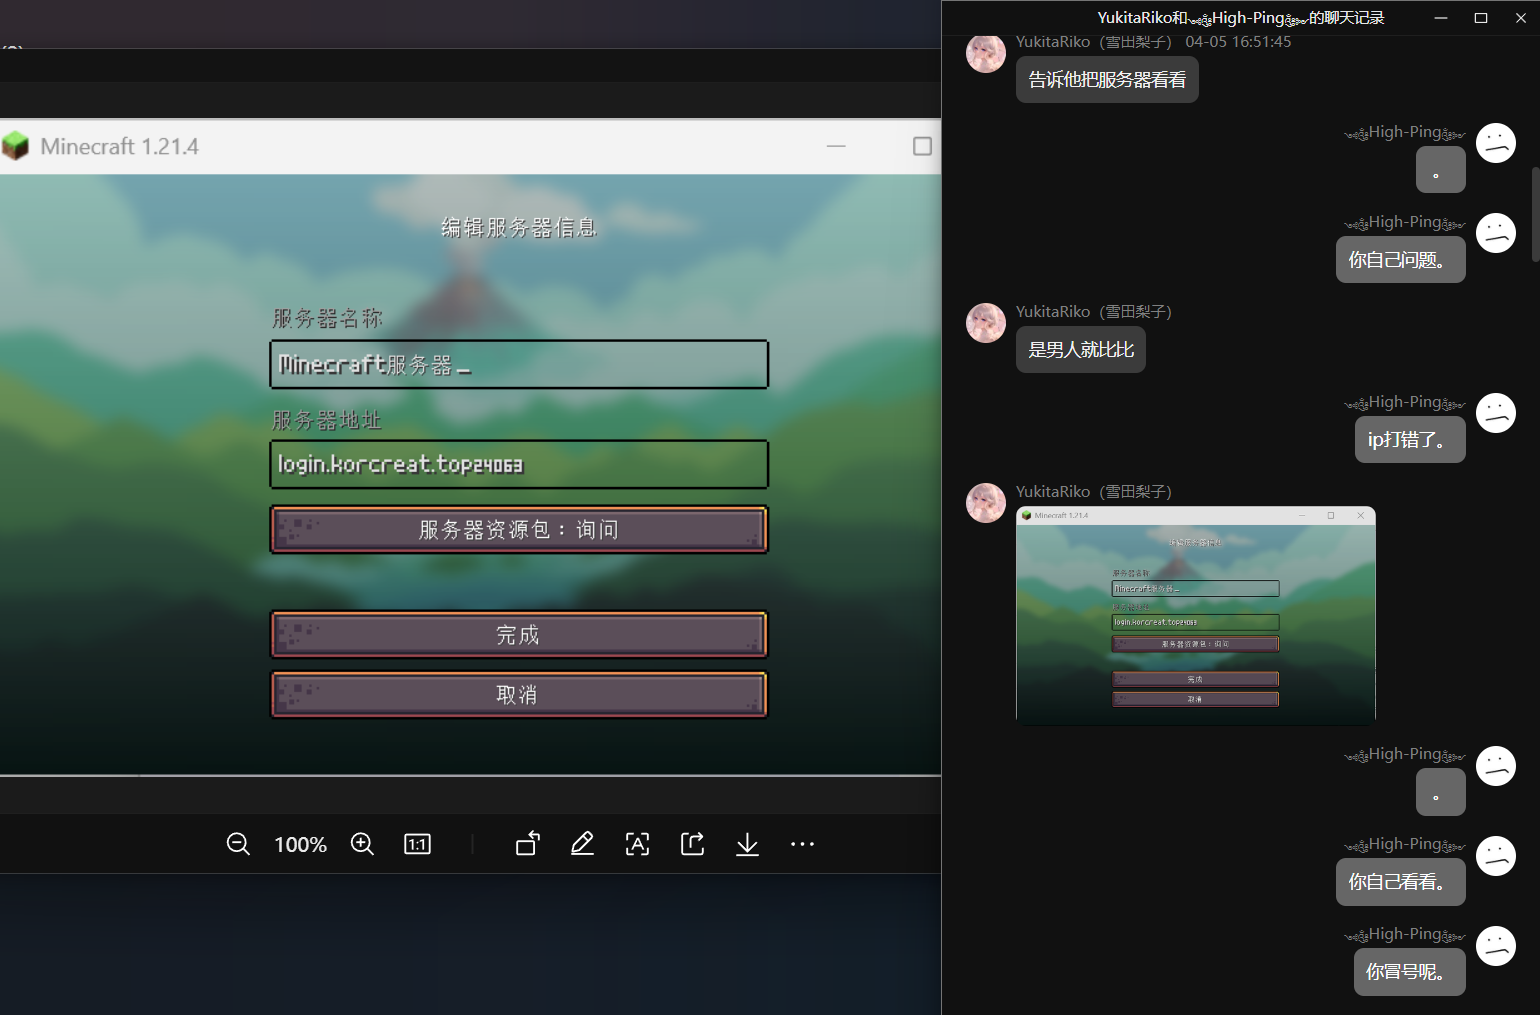 Minecraft 1.21.4
编辑服务器信息
服务器名称
Minecraft服务器_
服务器地址
login.korcreat.top24063
服务器资源包：询问
完成
取消
100%
1:1
YukitaRiko和High-Ping的聊天记录
YukitaRiko（雪田梨子） 04-05 16:51:45
告诉他把服务器看看
High-Ping
。
High-Ping
你自己问题。
YukitaRiko（雪田梨子）
是男人就比比
High-Ping
ip打错了。
YukitaRiko（雪田梨子）
Minecraft 1.21.4
编辑服务器信息
服务器名称
Minecraft服务器_
服务器地址
login.korcreat.top24063
服务器资源包：询问
完成
取消
High-Ping
。
High-Ping
你自己看看。
High-Ping
你冒号呢。